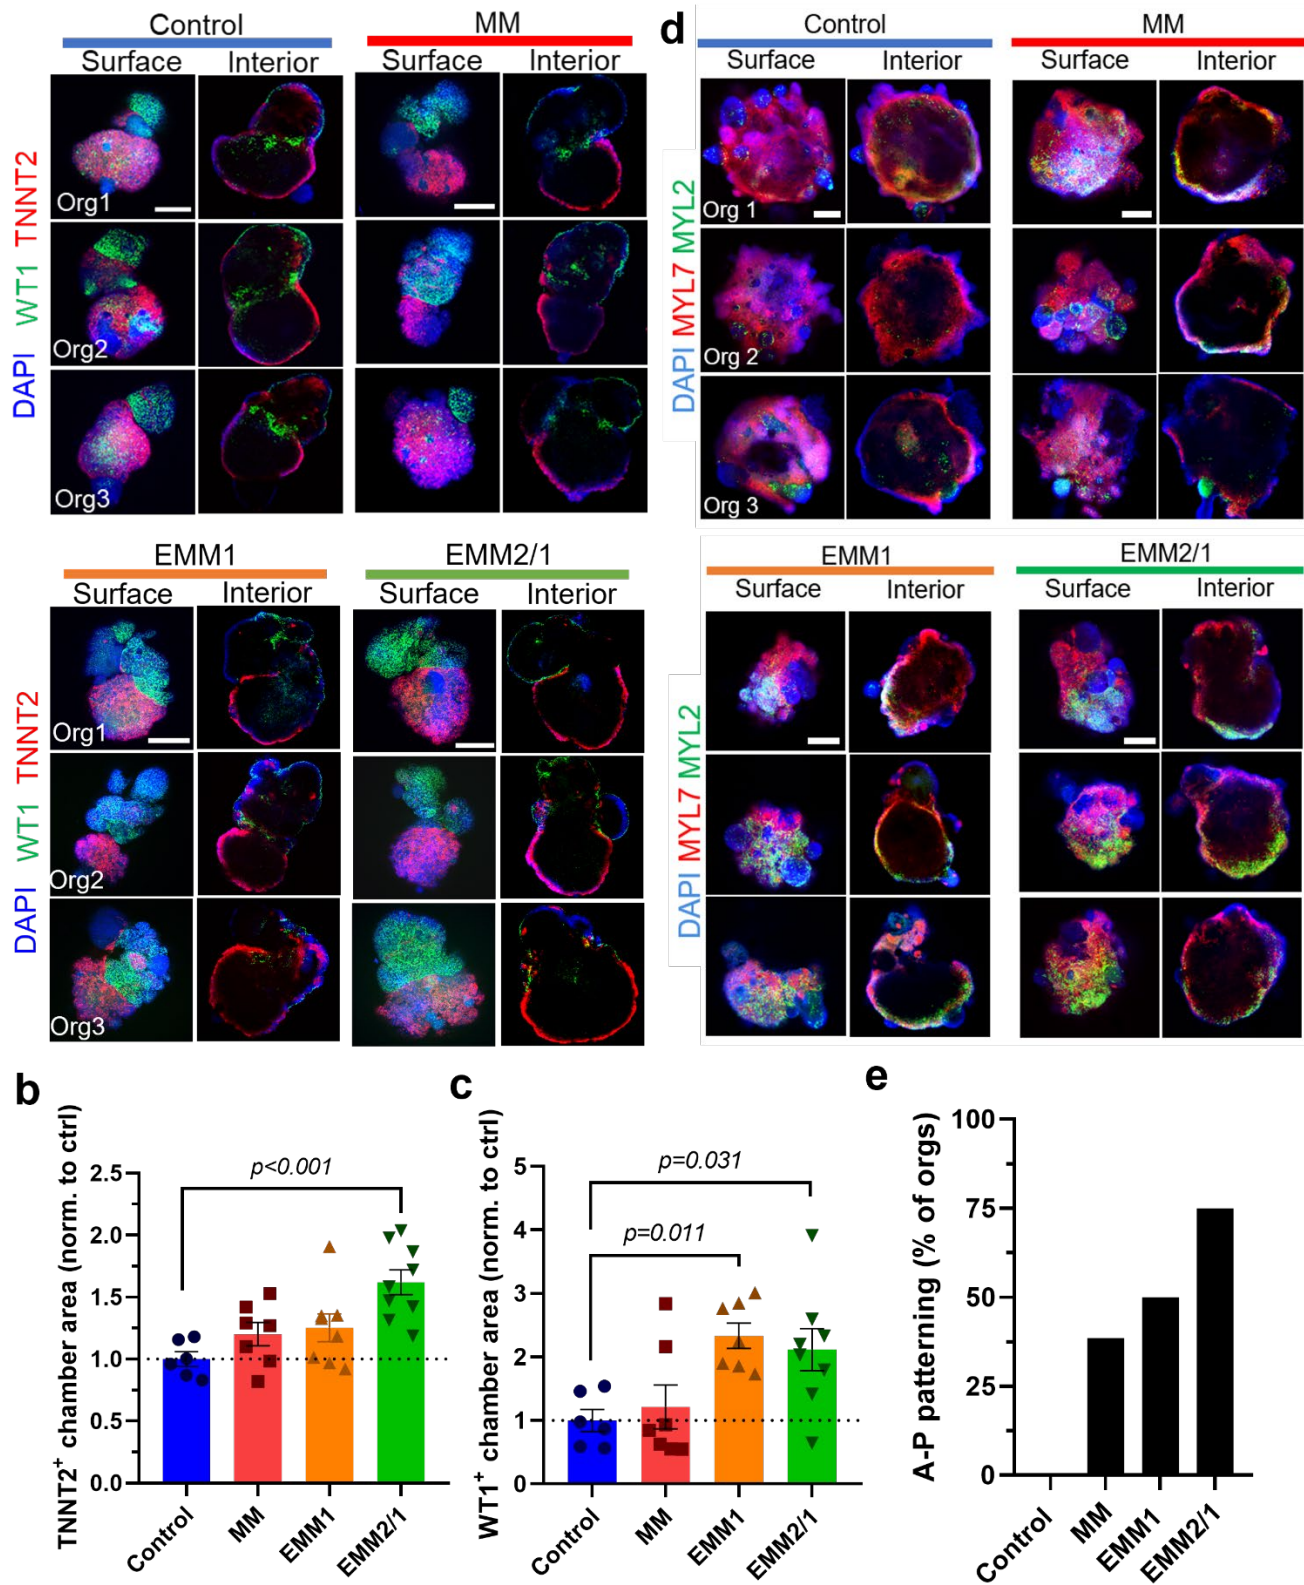 Control
MM
Surface
Interior
Surface
Interior
DAPI WT1 TNNT2
Org1
Org2
Org3
EMM1
EMM2/1
Surface
Interior
Surface
Interior
DAPI WT1 TNNT2
Org1
Org2
Org3
d
Control
MM
Surface
Interior
Surface
Interior
DAPI MYL7 MYL2
Org 1
Org 2
Org 3
EMM1
EMM2/1
Surface
Interior
Surface
Interior
DAPI MYL7 MYL2
b
TNNT2+ chamber area (norm. to ctrl)
2.5
2.0
1.5
1.0
0.5
0.0
p<0.001
Control
MM
EMM1
EMM2/1
c
WT1+ chamber area (norm. to ctrl)
5
4
3
2
1
0
p=0.031
p=0.011
Control
MM
EMM1
EMM2/1
e
A-P patterning (% of orgs)
100
75
50
25
0
Control
MM
EMM1
EMM2/1